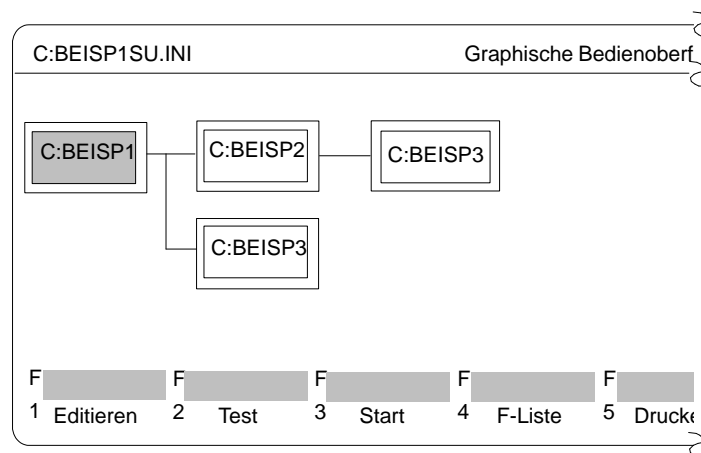 C:BEISP1SU.INI Graphische Bedienoberf
C:BEISP1 C:BEISP2 C:BEISP3
C:BEISP3
F F F F F
1 Editieren 2 Test 3 Start 4 F-Liste 5 Drucke